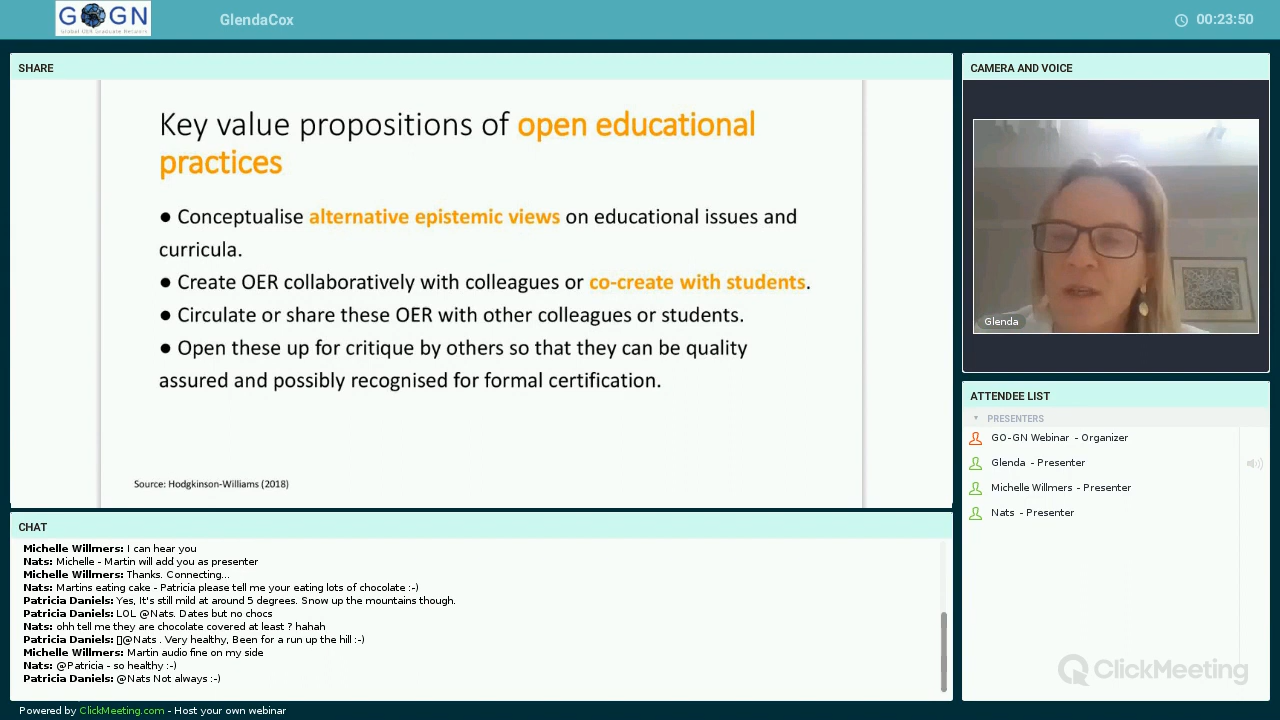 GOGN
Global OER Graduate Network
GlendaCox
00:23:50
SHARE
Key value propositions of open educational
practices
● Conceptualise alternative epistemic views on educational issues and
curricula.
● Create OER collaboratively with colleagues or co-create with students.
● Circulate or share these OER with other colleagues or students.
● Open these up for critique by others so that they can be quality
assured and possibly recognised for formal certification.
Source: Hodgkinson-Williams (2018)
CAMERA AND VOICE
Glenda
ATTENDEE LIST
PRESENTERS
GO-GN Webinar - Organizer
Glenda - Presenter
Michelle Willmers - Presenter
Nats - Presenter
ClickMeeting
CHAT
Michelle Willmers: I can hear you
Nats: Michelle - Martin will add you as presenter
Michelle Willmers: Thanks. Connecting...
Nats: Martins eating cake - Patricia please tell me your eating lots of chocolate :-)
Patricia Daniels: Yes, It's still mild at around 5 degrees. Snow up the mountains though.
Patricia Daniels: LOL @Nats. Dates but no chocs
Nats: ohh tell me they are chocolate covered at least ? hahah
Patricia Daniels: []@Nats . Very healthy, Been for a run up the hill :-)
Michelle Willmers: Martin audio fine on my side
Nats: @Patricia - so healthy :-)
Patricia Daniels: @Nats Not always :-)
Powered by ClickMeeting.com - Host your own webinar